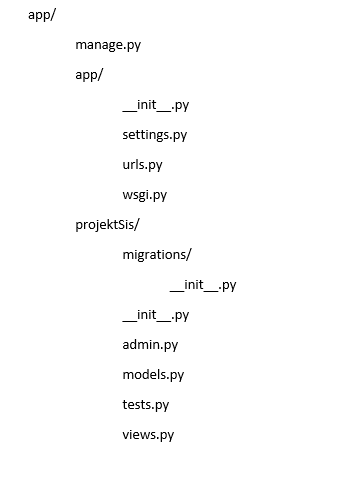 app/
manage.py
app/
__init__.py
settings.py
urls.py
wsgi.py
projektSis/
migrations/
__init__.py
__init__.py
admin.py
models.py
tests.py
views.py